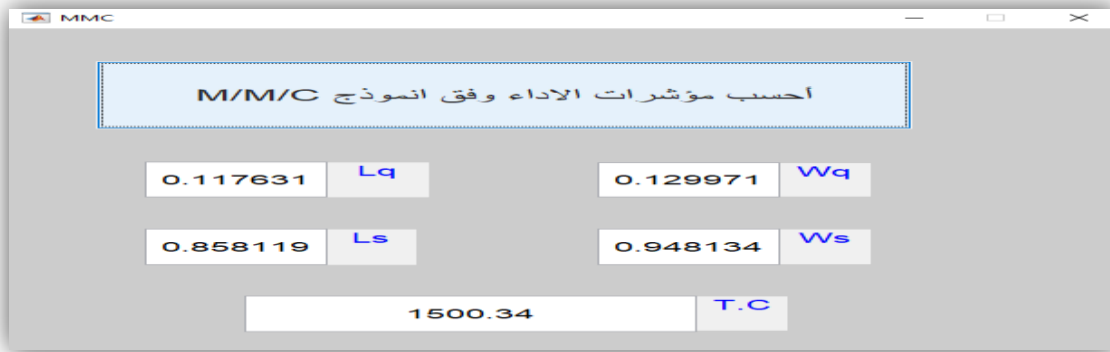 MMC
أحسب مؤشرات الاداء وفق انموذج M/M/C
0.117631 Lq 0.129971 Wq
0.858119 Ls 0.948134 Ws
1500.34 T.C